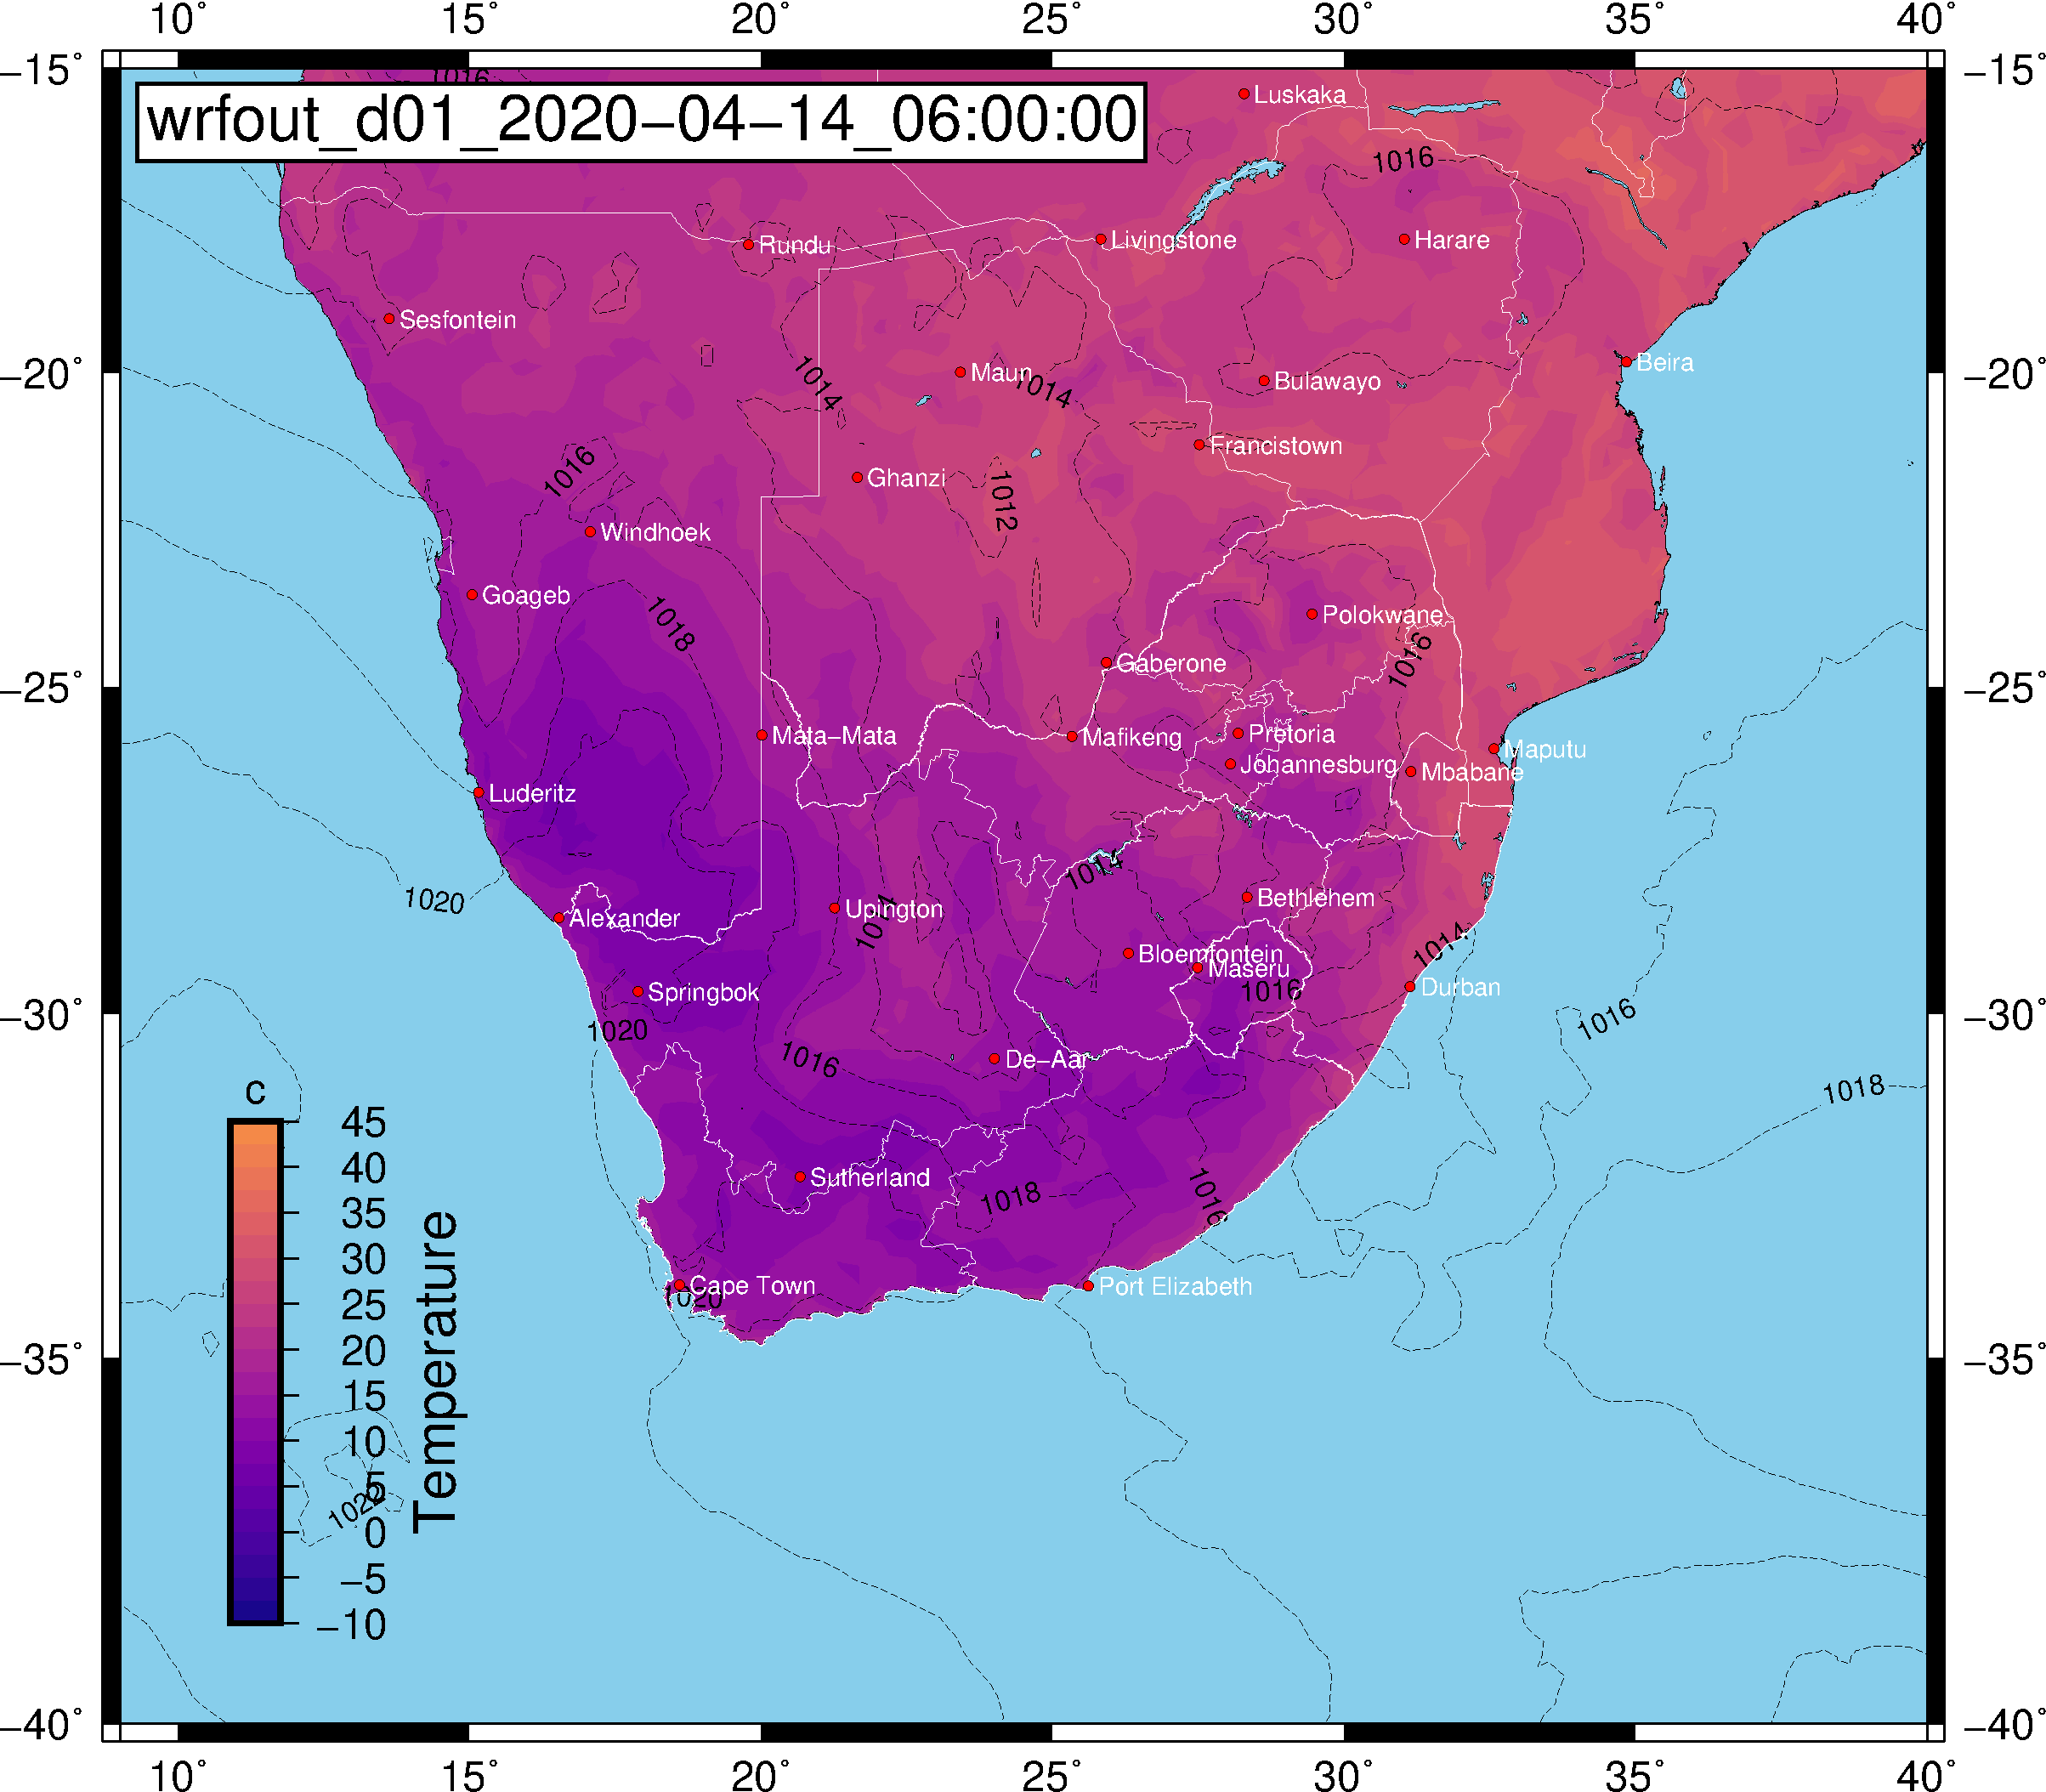 10° 15° 20° 25° 30° 35° 40°
−15° −15°
1016
wrfout_d01_2020−04−14_06:00:00
Luskaka
1016
Rundu Livingstone Harare
Sesfontein
−20° −20°
Beira
Maun
1014 1014
Bulawayo
Francistown
1016
Ghanzi
1012
Windhoek
Goageb
1018
Polokwane
1016
Gaberone
−25° −25°
Mata−Mata Mafikeng Pretoria
Maputu
Johannesburg Mbabane
Luderitz
1014
1020
Bethlehem
Alexander Upington
1014
1014
Bloemfontein
Maseru
Springbok 1016 Durban
−30° −30°
1020
1016
1016
De−Aar
1018
c
45
40
35
30
25
20
15
10
5
0
−5
−10
Temperature
Sutherland
1018
1016
Cape Town Port Elizabeth
1020
−35° −35°
1022
−40° −40°
10° 15° 20° 25° 30° 35° 40°